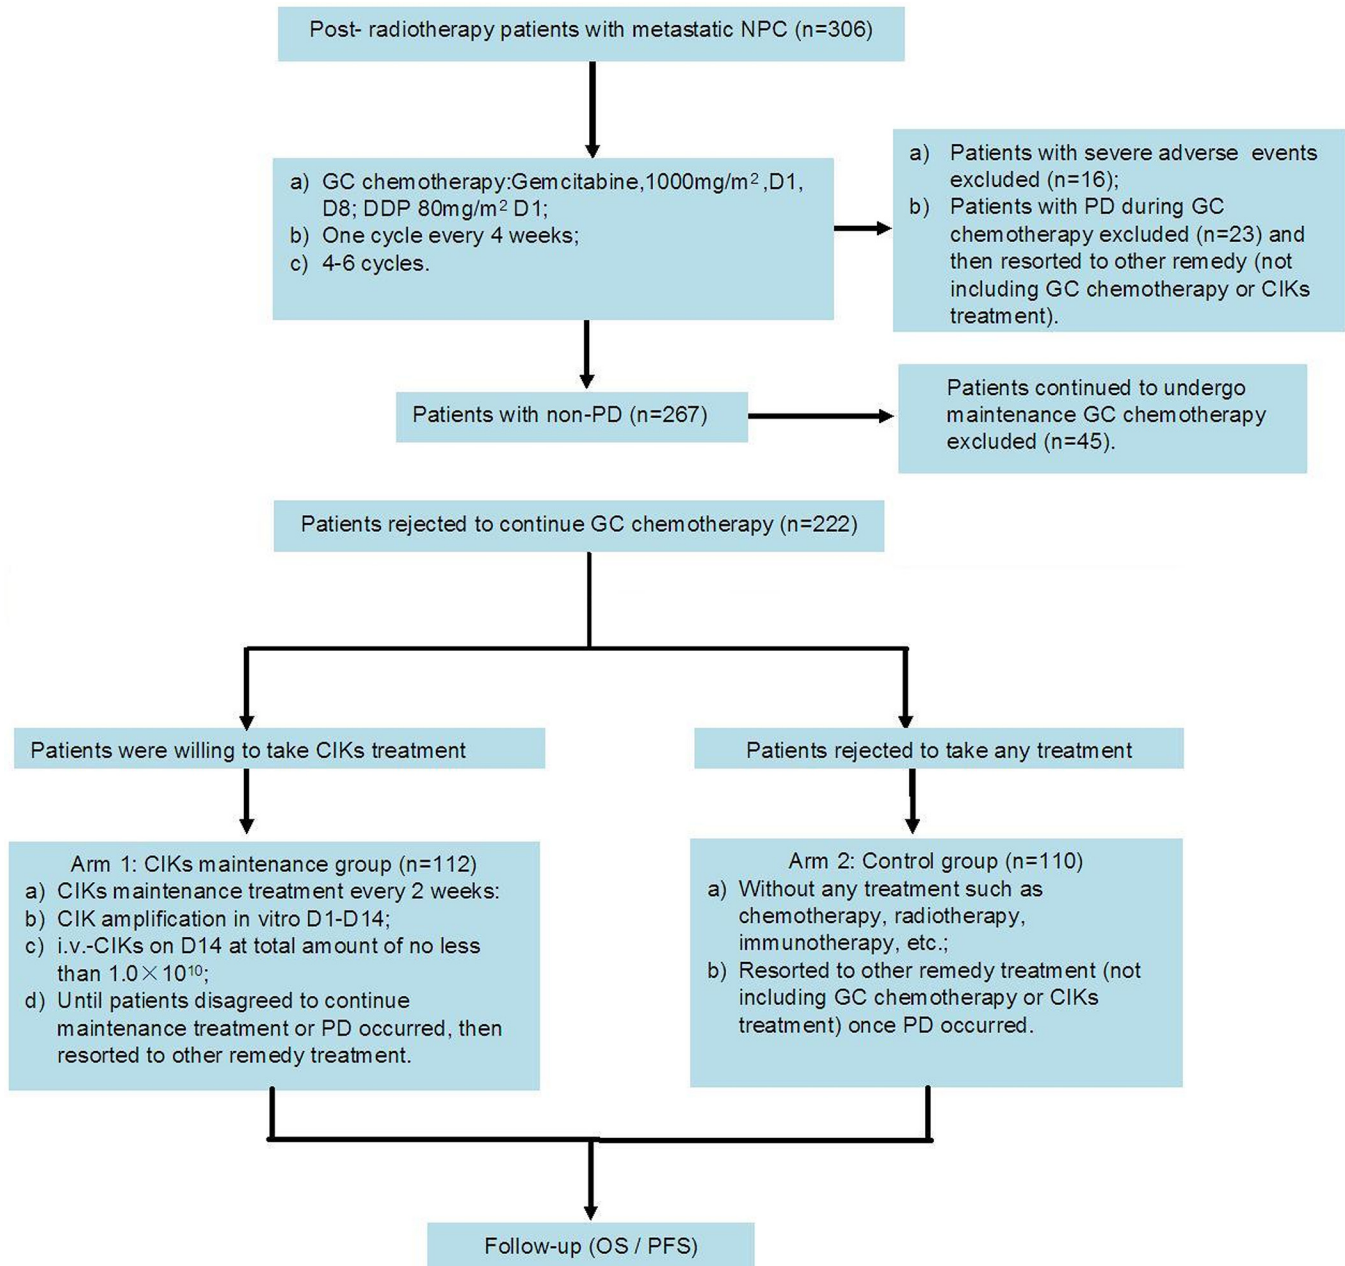 Post- radiotherapy patients with metastatic NPC (n=306)
a) GC chemotherapy:Gemcitabine,1000mg/m² ,D1,
D8; DDP 80mg/m² D1;
b) One cycle every 4 weeks;
c) 4-6 cycles.
a) Patients with severe adverse events
excluded (n=16);
b) Patients with PD during GC
chemotherapy excluded (n=23) and
then resorted to other remedy (not
including GC chemotherapy or CIKs
treatment).
Patients with non-PD (n=267)
Patients continued to undergo
maintenance GC chemotherapy
excluded (n=45).
Patients rejected to continue GC chemotherapy (n=222)
Patients were willing to take CIKs treatment
Patients rejected to take any treatment
Arm 1: CIKs maintenance group (n=112)
a) CIKs maintenance treatment every 2 weeks:
b) CIK amplification in vitro D1-D14;
c) i.v.-CIKs on D14 at total amount of no less
than 1.0×10¹⁰;
d) Until patients disagreed to continue
maintenance treatment or PD occurred, then
resorted to other remedy treatment.
Arm 2: Control group (n=110)
a) Without any treatment such as
chemotherapy, radiotherapy,
immunotherapy, etc.;
b) Resorted to other remedy treatment (not
including GC chemotherapy or CIKs
treatment) once PD occurred.
Follow-up (OS / PFS)